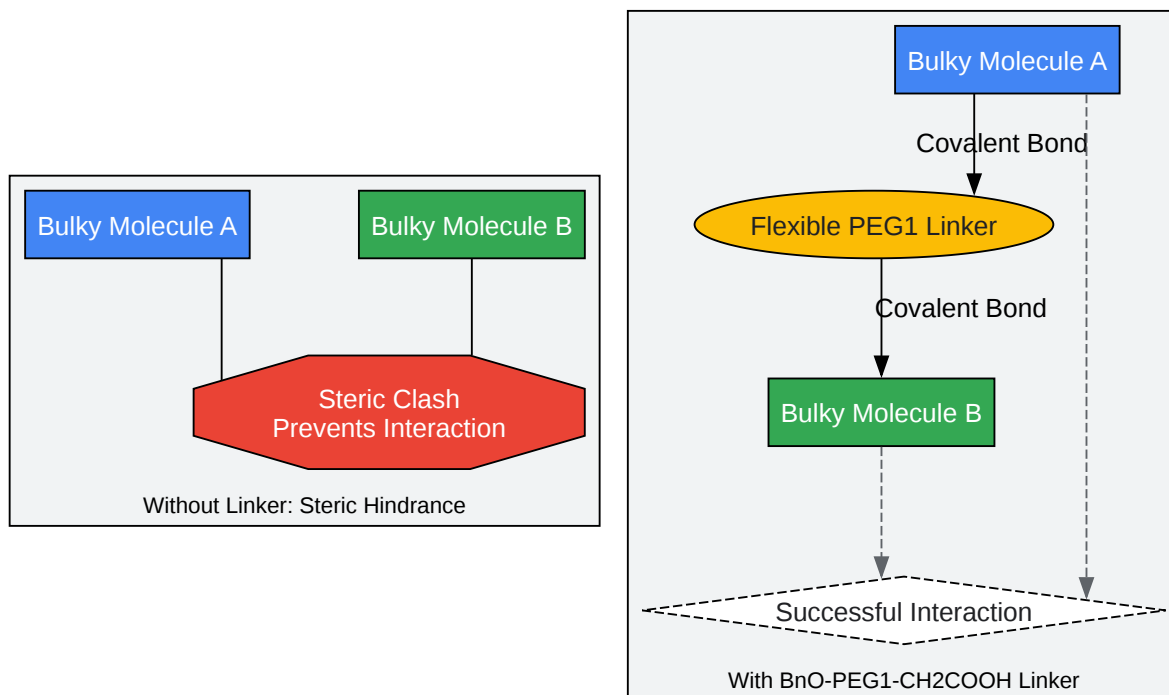 Bulky Molecule A
Bulky Molecule B
Steric Clash
Prevents Interaction
Without Linker: Steric Hindrance
Bulky Molecule A
Covalent Bond
Flexible PEG1 Linker
Covalent Bond
Bulky Molecule B
Successful Interaction
With BnO-PEG1-CH2COOH Linker